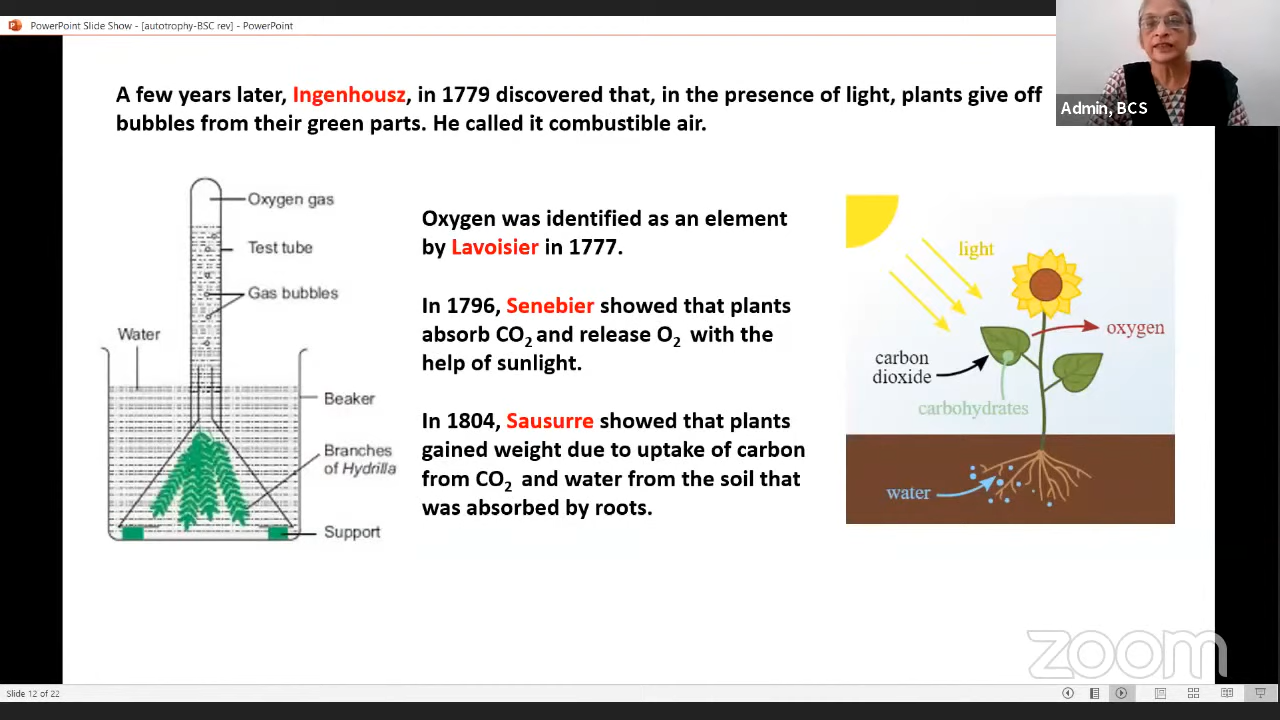 PowerPoint Slide Show - [autotrophy-BSC rev] - PowerPoint
Admin, BCS
A few years later, Ingenhousz, in 1779 discovered that, in the presence of light, plants give off
bubbles from their green parts. He called it combustible air.
Oxygen gas
Test tube
Gas bubbles
Water
Beaker
Branches
of Hydrilla
Support
Oxygen was identified as an element
by Lavoisier in 1777.
In 1796, Senebier showed that plants
absorb CO2 and release O2 with the
help of sunlight.
In 1804, Sausurre showed that plants
gained weight due to uptake of carbon
from CO2 and water from the soil that
was absorbed by roots.
light
oxygen
carbon
dioxide
carbohydrates
water
zoom
Slide 12 of 22